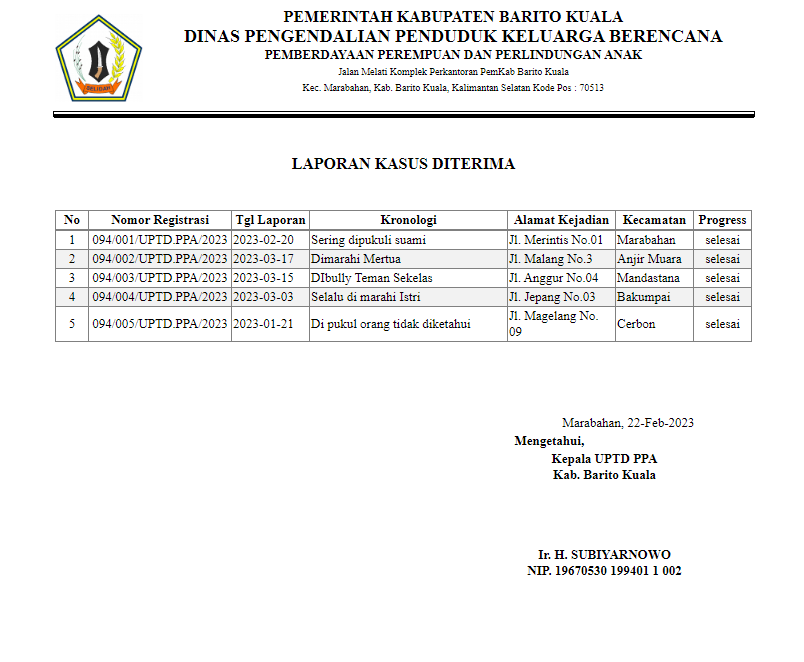 PEMERINTAH KABUPATEN BARITO KUALA
DINAS PENGENDALIAN PENDUDUK KELUARGA BERENCANA
PEMBERDAYAAN PEREMPUAN DAN PERLINDUNGAN ANAK
Jalan Melati Komplek Perkantoran PemKab Barito Kuala
Kec. Marabahan, Kab. Barito Kuala, Kalimantan Selatan Kode Pos : 70513
SELIDAH
LAPORAN KASUS DITERIMA
No Nomor Registrasi Tgl Laporan Kronologi Alamat Kejadian Kecamatan Progress
1 094/001/UPTD.PPA/2023 2023-02-20 Sering dipukuli suami Jl. Merintis No.01 Marabahan selesai
2 094/002/UPTD.PPA/2023 2023-03-17 Dimarahi Mertua Jl. Malang No.3 Anjir Muara selesai
3 094/003/UPTD.PPA/2023 2023-03-15 DIbully Teman Sekelas Jl. Anggur No.04 Mandastana selesai
4 094/004/UPTD.PPA/2023 2023-03-03 Selalu di marahi Istri Jl. Jepang No.03 Bakumpai selesai
5 094/005/UPTD.PPA/2023 2023-01-21 Di pukul orang tidak diketahui Jl. Magelang No. 09 Cerbon selesai
Marabahan, 22-Feb-2023
Mengetahui,
Kepala UPTD PPA
Kab. Barito Kuala
Ir. H. SUBIYARNOWO
NIP. 19670530 199401 1 002